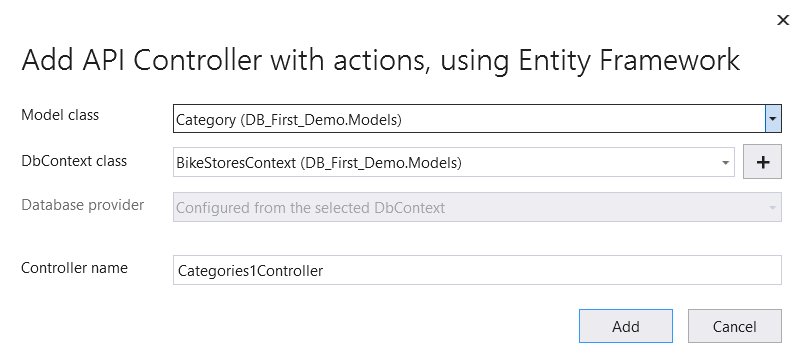 Add API Controller with actions, using Entity Framework
Model class
Category (DB_First_Demo.Models)
DbContext class
BikeStoresContext (DB_First_Demo.Models)
Database provider
Configured from the selected DbContext
Controller name
Categories1Controller
Add
Cancel